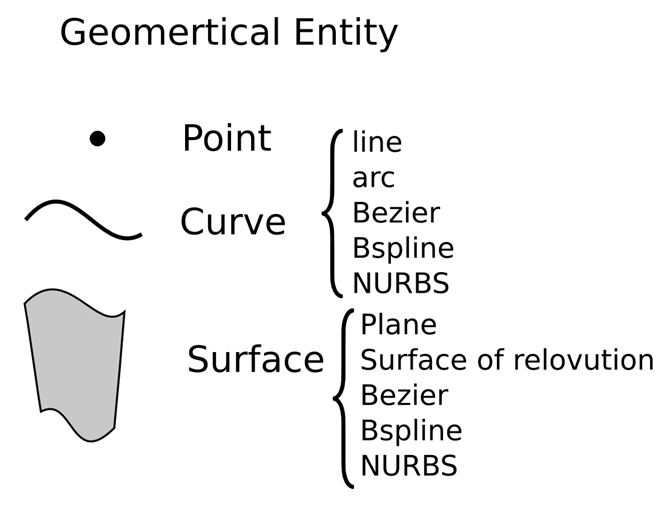 Geomertical Entity
Point
Curve
line
arc
Bezier
Bspline
NURBS
Surface
Plane
Surface of relovution
Bezier
Bspline
NURBS